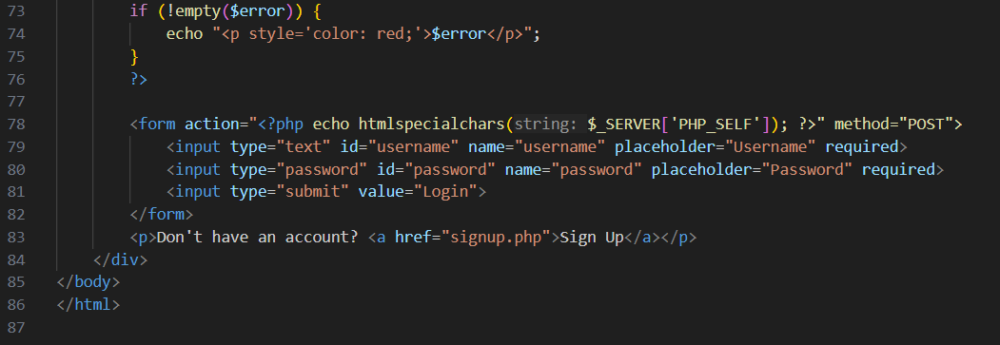 73 if (!empty($error)) {
74 echo "<p style='color: red;'>$error</p>";
75 }
76 ?>
77
78 <form action="<?php echo htmlspecialchars(string: $_SERVER['PHP_SELF']); ?>" method="POST">
79 <input type="text" id="username" name="username" placeholder="Username" required>
80 <input type="password" id="password" name="password" placeholder="Password" required>
81 <input type="submit" value="Login">
82 </form>
83 <p>Don't have an account? <a href="signup.php">Sign Up</a></p>
84 </div>
85 </body>
86 </html>
87